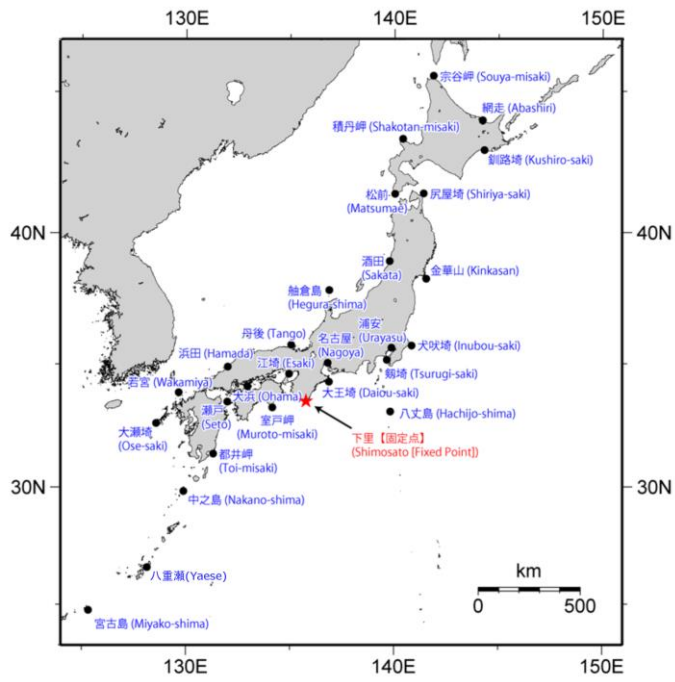 130E
140E
150E
宗谷岬 (Souya-misaki)
網走 (Abashiri)
積丹岬 (Shakotan-misaki)
釧路埼 (Kushiro-saki)
松前
(Matsumae)
尻屋埼 (Shiriya-saki)
40N
40N
酒田
(Sakata)
金華山 (Kinkasan)
舳倉島
(Hegura-shima)
浦安
(Urayasu)
丹後 (Tango)
名古屋
(Nagoya)
犬吠埼 (Inubou-saki)
浜田 (Hamada)
江埼 (Esaki)
剱埼 (Tsurugi-saki)
若宮 (Wakamiya)
大浜 (Ohama)
大王埼 (Daiou-saki)
瀬戸
(Seto)
室戸岬
(Muroto-misaki)
八丈島 (Hachijo-shima)
大瀬埼
(Ose-saki)
下里【固定点】
(Shimosato [Fixed Point])
都井岬
(Toi-misaki)
30N
30N
中之島 (Nakano-shima)
八重瀬(Yaese)
km
0
500
宮古島 (Miyako-shima)
130E
140E
150E